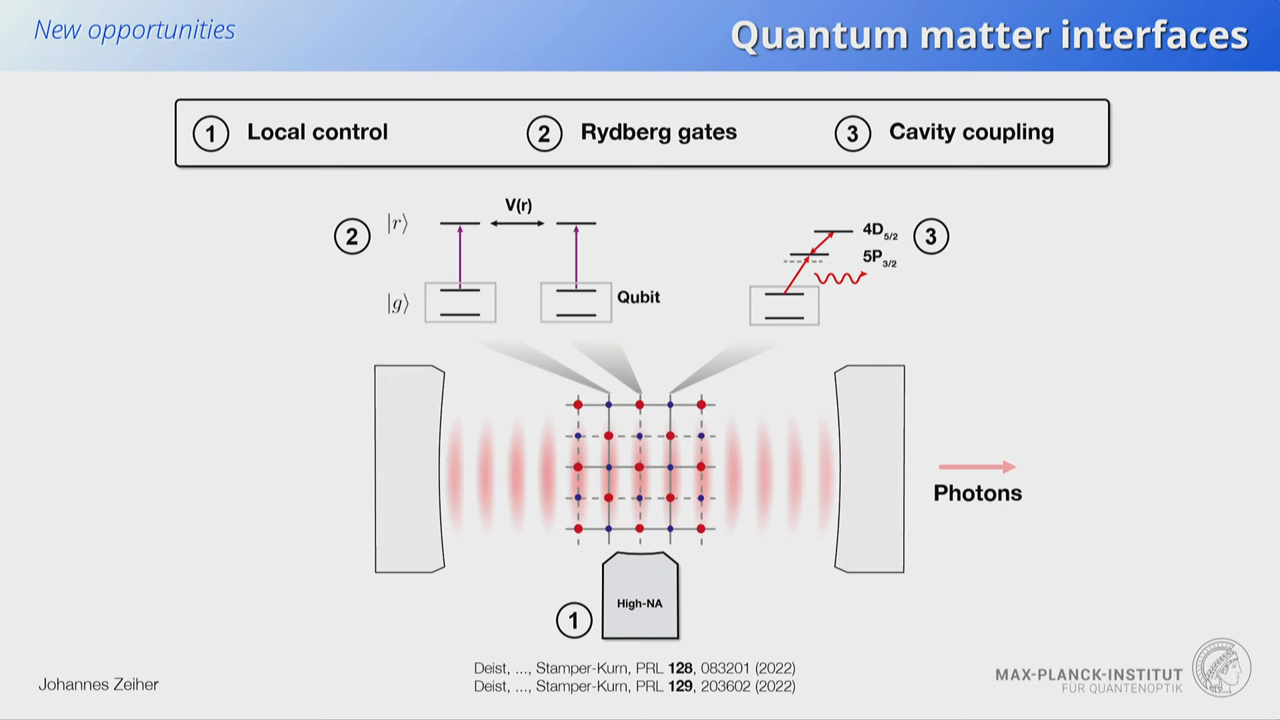 New opportunities
Quantum matter interfaces
1 Local control
2 Rydberg gates
3 Cavity coupling
2
|r⟩
V(r)
4D5/2
3
5P3/2
|g⟩
Qubit
Photons
High-NA
1
Deist, ..., Stamper-Kurn, PRL 128, 083201 (2022)
Deist, ..., Stamper-Kurn, PRL 129, 203602 (2022)
Johannes Zeiher
MAX-PLANCK-INSTITUT
FÜR QUANTENOPTIK